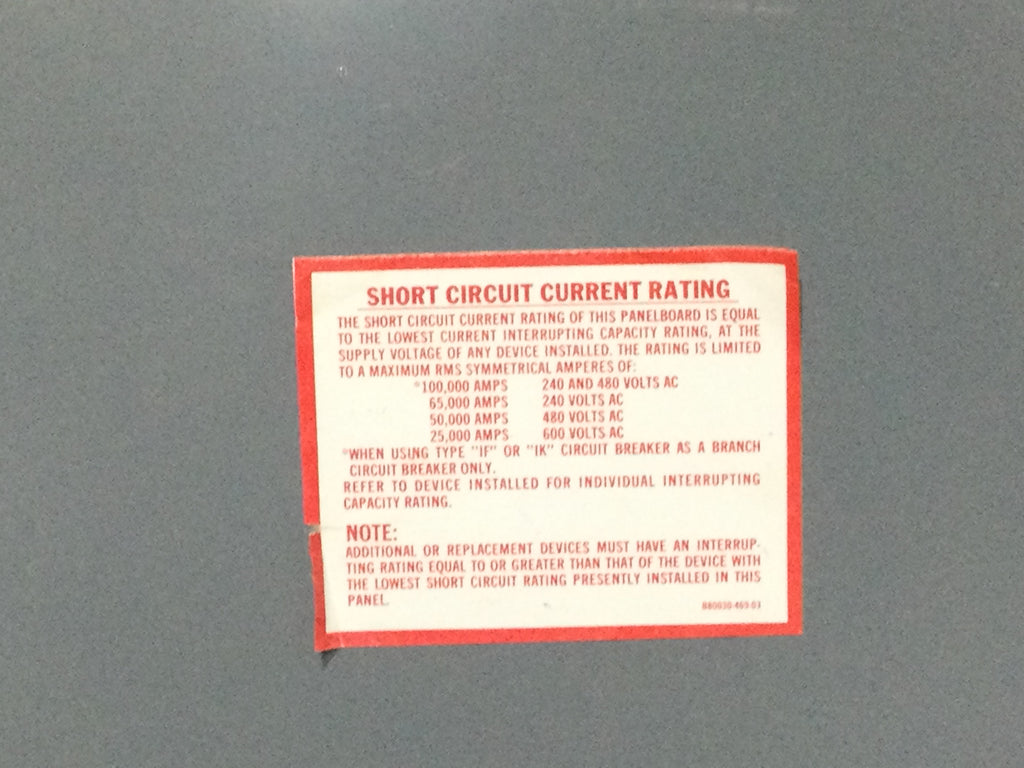 SHORT CIRCUIT CURRENT RATING
THE SHORT CIRCUIT CURRENT RATING OF THIS PANELBOARD IS EQUAL
TO THE LOWEST CURRENT INTERRUPTING CAPACITY RATING, AT THE
SUPPLY VOLTAGE OF ANY DEVICE INSTALLED. THE RATING IS LIMITED
TO A MAXIMUM RMS SYMMETRICAL AMPERES OF:
*100,000 AMPS 240 AND 480 VOLTS AC
65,000 AMPS 240 VOLTS AC
50,000 AMPS 480 VOLTS AC
25,000 AMPS 600 VOLTS AC
*WHEN USING TYPE "IF" OR "IK" CIRCUIT BREAKER AS A BRANCH
CIRCUIT BREAKER ONLY.
REFER TO DEVICE INSTALLED FOR INDIVIDUAL INTERRUPTING
CAPACITY RATING.
NOTE:
ADDITIONAL OR REPLACEMENT DEVICES MUST HAVE AN INTERRUP-
TING RATING EQUAL TO OR GREATER THAN THAT OF THE DEVICE WITH
THE LOWEST SHORT CIRCUIT RATING PRESENTLY INSTALLED IN THIS
PANEL.